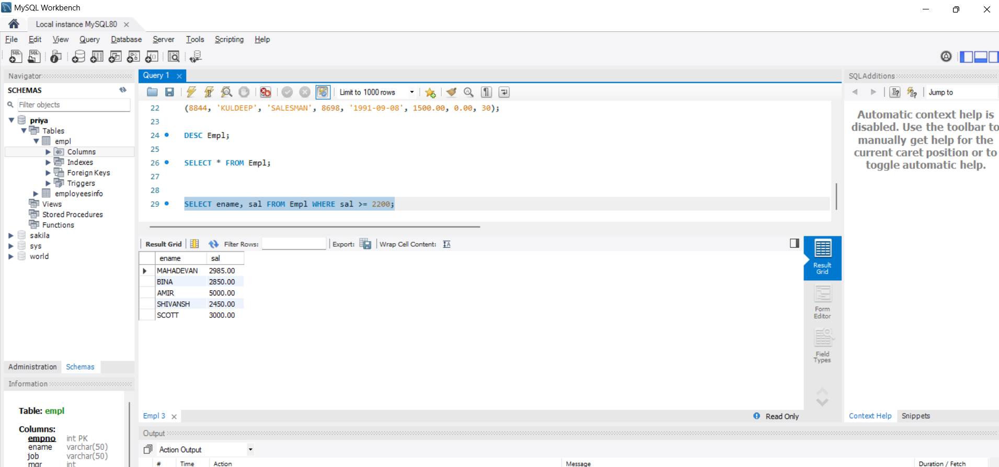 MySQL Workbench
Local instance MySQL80
File Edit View Query Database Server Tools Scripting Help
Navigator
SCHEMAS
Filter objects
priya
Tables
empl
Columns
Indexes
Foreign Keys
Triggers
employeesinfo
Views
Stored Procedures
Functions
sakila
sys
world
Administration Schemas
Information
Table: empl
Columns:
empno int PK
ename varchar(50)
job varchar(50)
mgr int
Query 1
Limit to 1000 rows
22 (8844, 'KULDEEP', 'SALESMAN', 8698, '1991-09-08', 1500.00, 0.00, 30);
23
24 DESC Empl;
25
26 SELECT * FROM Empl;
27
28
29 SELECT ename, sal FROM Empl WHERE sal >= 2200;
Result Grid Filter Rows: Export: Wrap Cell Content:
ename sal
MAHADEVAN 2985.00
BINA 2850.00
AMIR 5000.00
SHIVANSH 2450.00
SCOTT 3000.00
Result
Grid
Form
Editor
Field
Types
Empl 3
Read Only
Output
Action Output
# Time Action Message Duration / Fetch
SQLAdditions
Jump to
Automatic context help is
disabled. Use the toolbar to
manually get help for the
current caret position or to
toggle automatic help.
Context Help Snippets